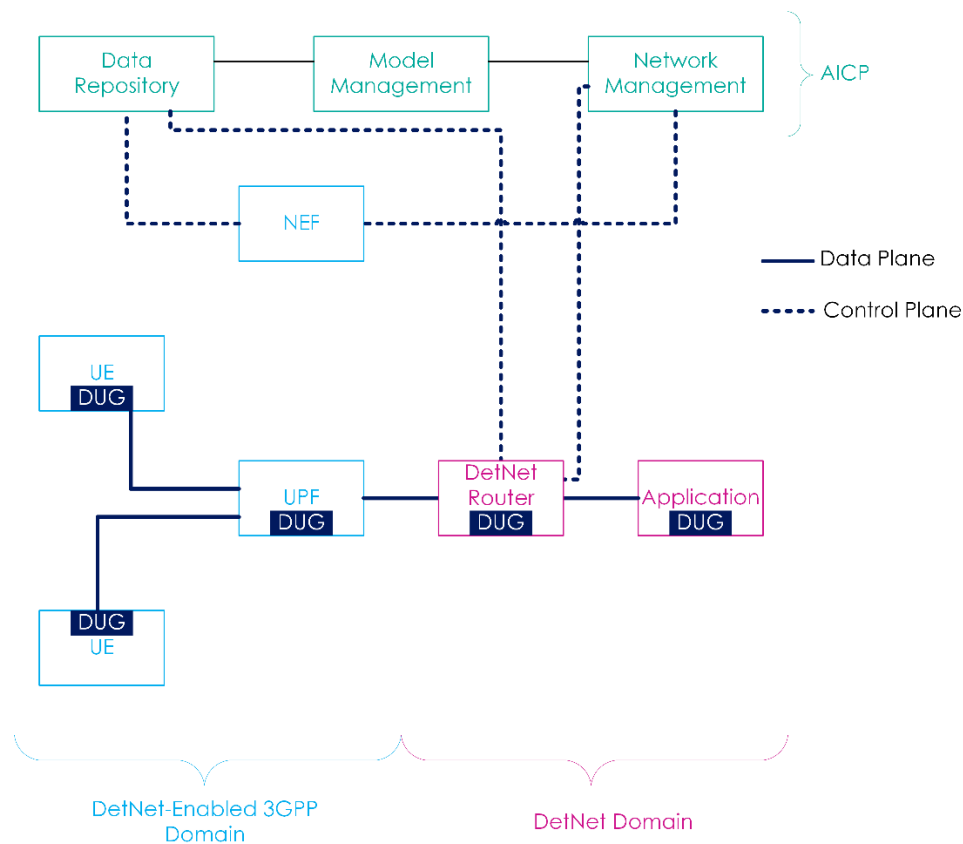 Data
Repository
Model
Management
Network
Management
AICP
NEF
Data Plane
Control Plane
UE
DUG
UPF
DUG
DetNet
Router
DUG
Application
DUG
DUG
UE
DetNet-Enabled 3GPP
Domain
DetNet Domain